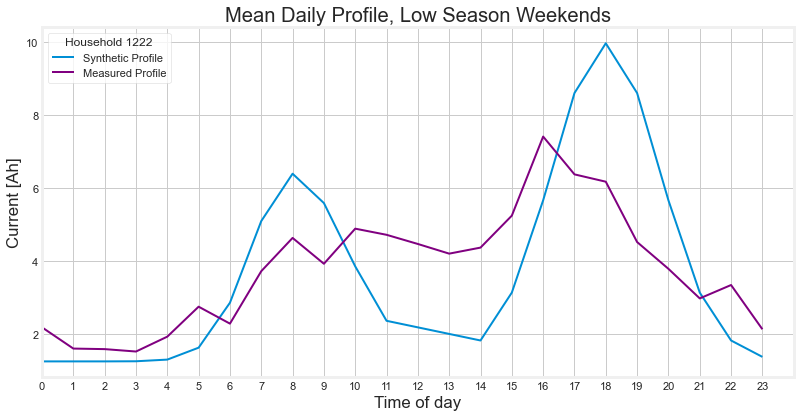 Mean Daily Profile, Low Season Weekends
Household 1222
Synthetic Profile
Measured Profile
Current [Ah]
10
8
6
4
2
0 1 2 3 4 5 6 7 8 9 10 11 12 13 14 15 16 17 18 19 20 21 22 23
Time of day